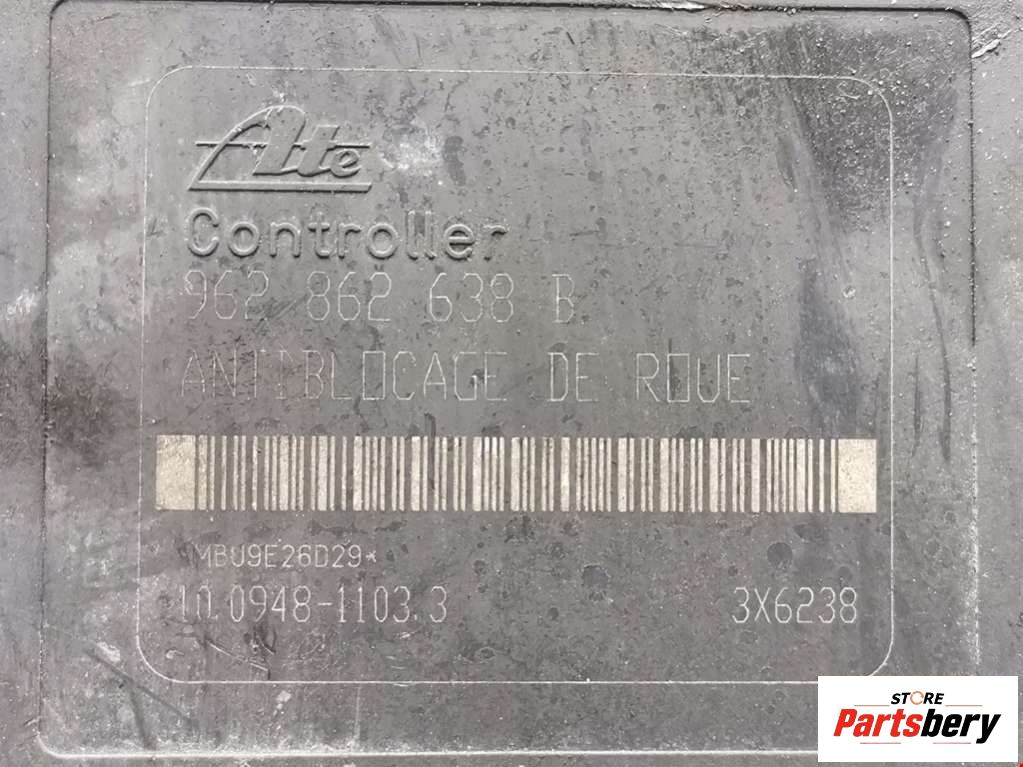 Ate
Controller
962 862 638 B
ANTIBLOCAGE DE ROUE
*MBU9E26D29*
10.0948-1103.3 3X6238
STORE
Partsbery